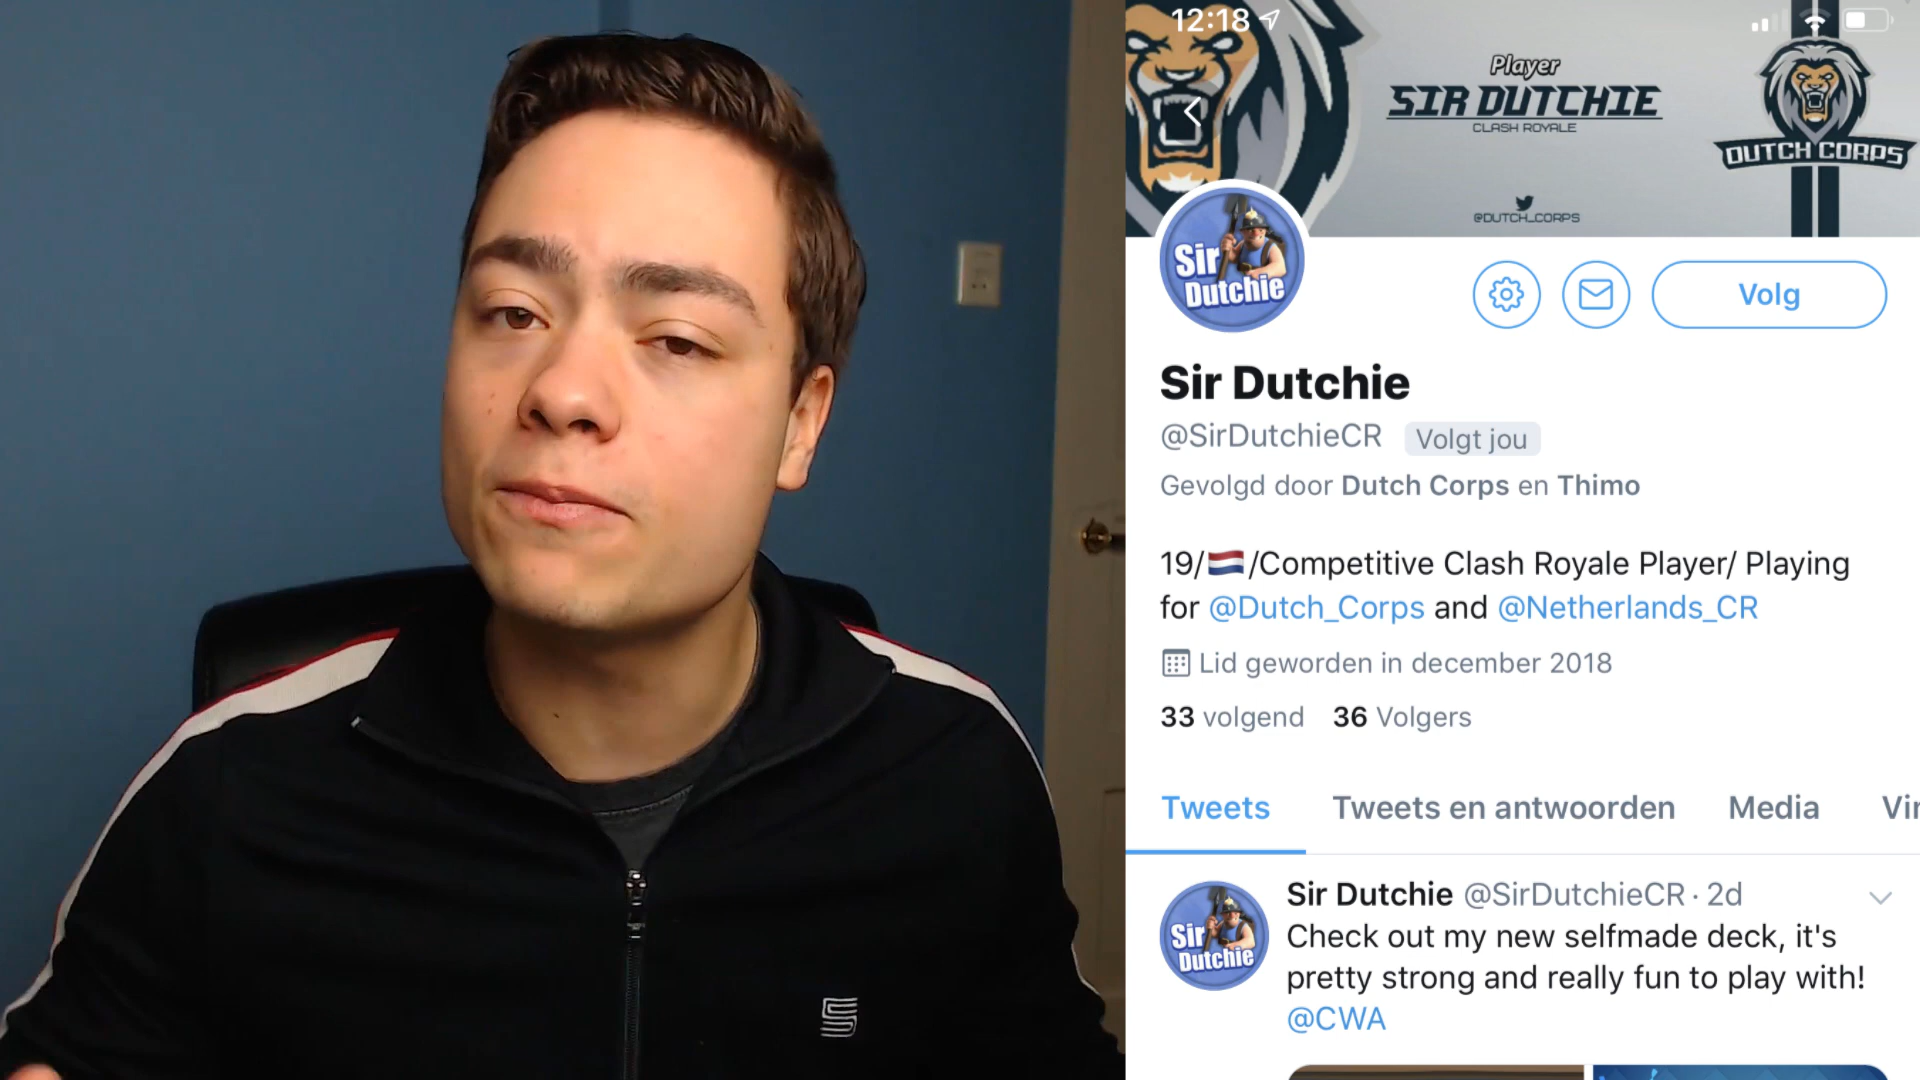 12:18
Player
SIR DUTCHIE
CLASH ROYALE
DUTCH CORPS
@DUTCH_CORPS
Sir
Dutchie
Volg
Sir Dutchie
@SirDutchieCR Volgt jou
Gevolgd door Dutch Corps en Thimo
19/🇳🇱/Competitive Clash Royale Player/ Playing
for @Dutch_Corps and @Netherlands_CR
Lid geworden in december 2018
33 volgend 36 Volgers
Tweets Tweets en antwoorden Media Vin
Sir Dutchie @SirDutchieCR · 2d
Sir
Dutchie
Check out my new selfmade deck, it's
pretty strong and really fun to play with!
@CWA